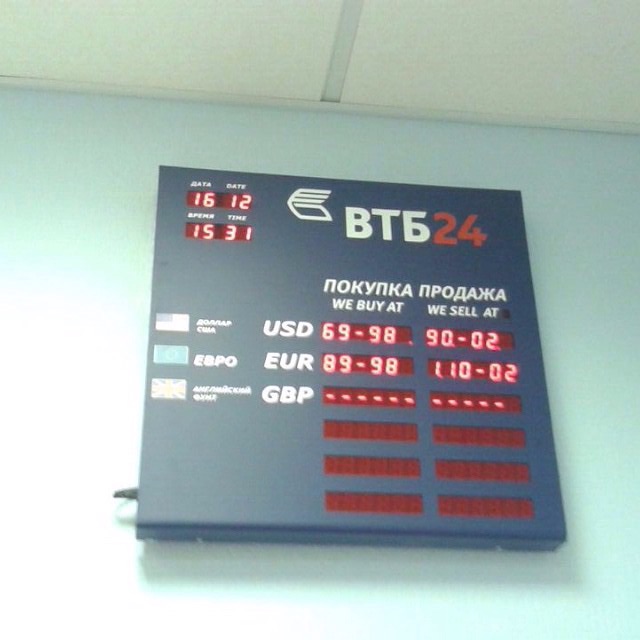 ДАТА DATE
16 12
ВРЕМЯ TIME
15 31
ВТБ24
ПОКУПКА ПРОДАЖА
WE BUY AT WE SELL AT
ДОЛЛАР
США
USD 69-98. 90-02
ЕВРО EUR 89-98 110-02
АНГЛИЙСКИЙ
ФУНТ
GBP ------ -----